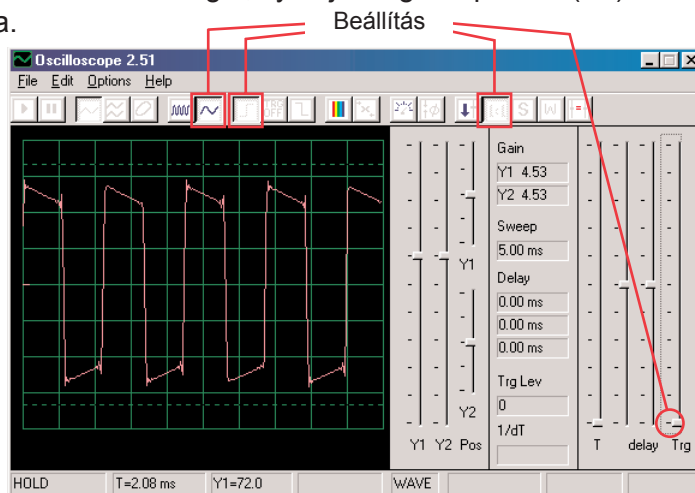 a.
Beállítás
Oscilloscope 2.51
File Edit Options Help
TRG
OFF
S
W
Gain
Y1 4.53
Y2 4.53
Sweep
5.00 ms
Delay
0.00 ms
0.00 ms
0.00 ms
Trg Lev
0
1/dT
Y1
Y2
Y1 Y2 Pos
T delay Trg
HOLD T=2.08 ms Y1=72.0 WAVE